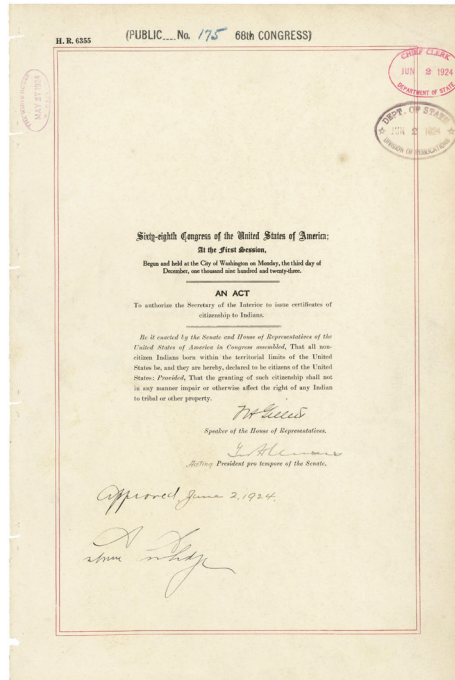 H. R. 6355
(PUBLIC---No. 175 68th CONGRESS)
CHIEF CLERK
JUN 2 1924
DEPARTMENT OF STATE
MAY 27 1924
DEPT. OF STATE
JUN 2 1924
DIVISION OF PUBLICATIONS
Sixty-eighth Congress of the United States of America;
At the First Session,
Begun and held at the City of Washington on Monday, the third day of
December, one thousand nine hundred and twenty-three.
AN ACT
To authorize the Secretary of the Interior to issue certificates of
citizenship to Indians.
Be it enacted by the Senate and House of Representatives of the
United States of America in Congress assembled, That all non-
citizen Indians born within the territorial limits of the United
States be, and they are hereby, declared to be citizens of the United
States: Provided, That the granting of such citizenship shall not
in any manner impair or otherwise affect the right of any Indian
to tribal or other property.
Speaker of the House of Representatives.
Acting President pro tempore of the Senate.
Approved June 2, 1924.